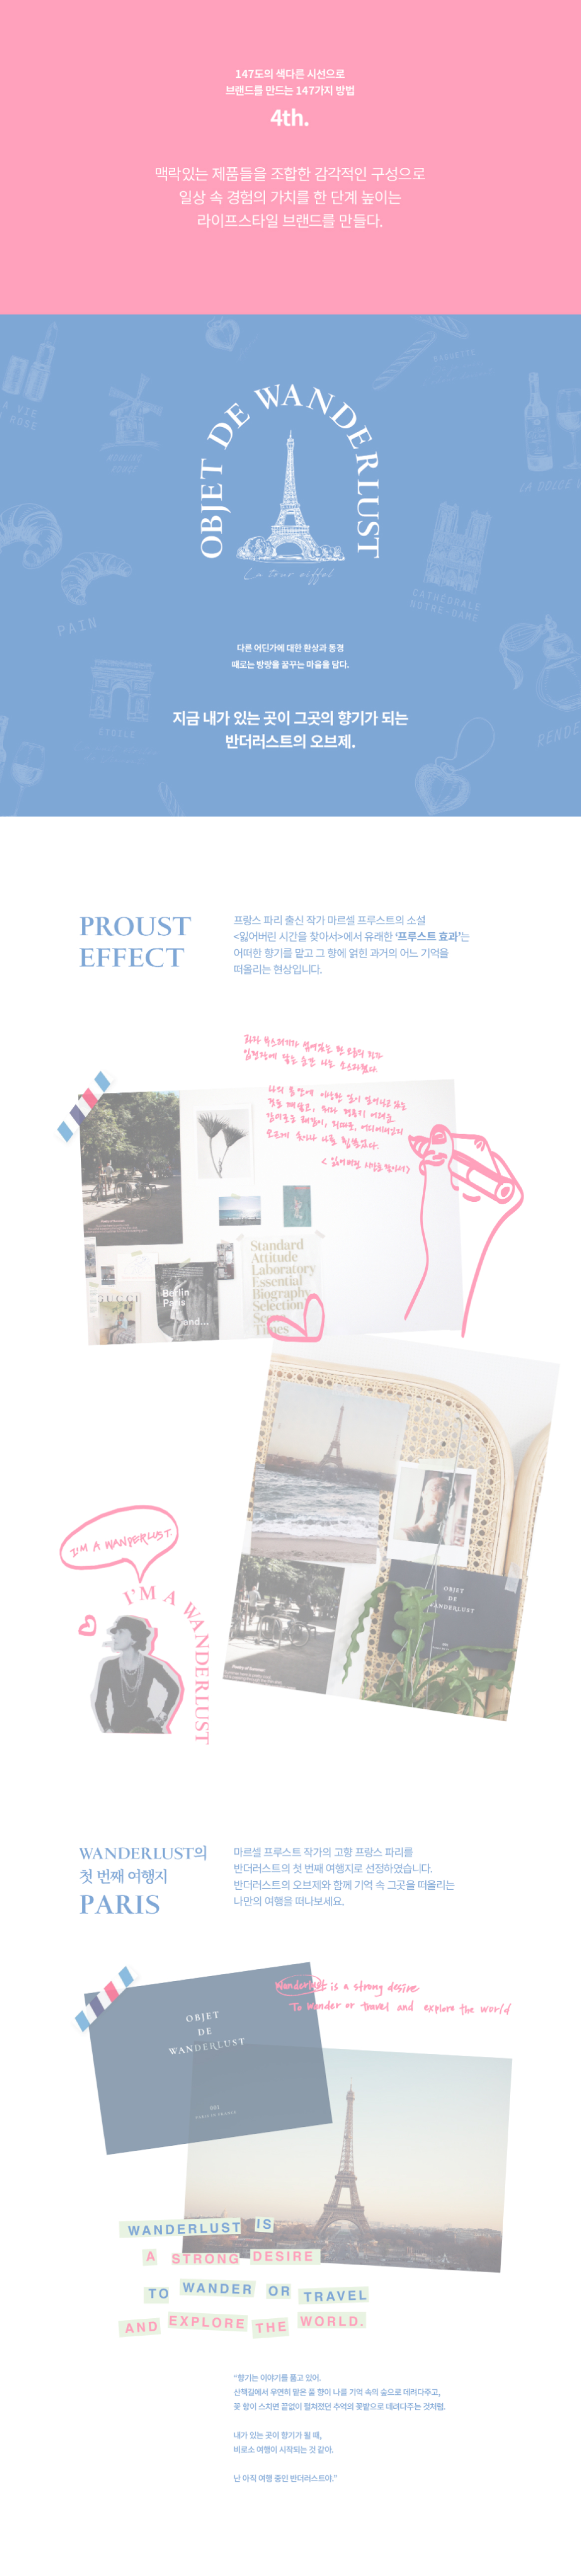 147도의 색다른 시선으로
브랜드를 만드는 147가지 방법
4th.
맥락있는 제품들을 조합한 감각적인 구성으로
일상 속 경험의 가치를 한 단계 높이는
라이프스타일 브랜드를 만들다.
BAGUETTE
LA VIE
ROSE
MOULIN
ROUGE
OBJET DE WANDERLUST
La tour eiffel
LA DOLCE
PAIN
CATHÉDRALE
NOTRE-DAME
ETOILE
RENDE
다른 어딘가에 대한 환상과 동경
때로는 방랑을 꿈꾸는 마음을 담다.
지금 내가 있는 곳이 그곳의 향기가 되는
반더러스트의 오브제.
PROUST
EFFECT
프랑스 파리 출신 작가 마르셀 프루스트의 소설
<잃어버린 시간을 찾아서>에서 유래한 ‘프루스트 효과’는
어떠한 향기를 맡고 그 향에 얽힌 과거의 어느 기억을
떠올리는 현상입니다.
<잃어버린 시간을 찾아서>
GUCCI
Berlin
Paris
and...
Standard
Attitude
Laboratory
Essential
Biography
Selection
Times
I'M A WANDERLUST.
I’M A WANDERLUST
OBJET
DE
WANDERLUST
WANDERLUST의
첫 번째 여행지
PARIS
마르셀 프루스트 작가의 고향 프랑스 파리를
반더러스트의 첫 번째 여행지로 선정하였습니다.
반더러스트의 오브제와 함께 기억 속 그곳을 떠올리는
나만의 여행을 떠나보세요.
Wanderlust is a strong desire
To wander or travel and explore the world
OBJET
DE
WANDERLUST
001
PARIS IN FRANCE
WANDERLUST IS
A STRONG DESIRE
TO WANDER OR TRAVEL
AND EXPLORE THE WORLD.
“향기는 이야기를 품고 있어.
산책길에서 우연히 맡은 풀 향이 나를 기억 속의 숲으로 데려다주고,
꽃 향이 스치면 끝없이 펼쳐졌던 추억의 꽃밭으로 데려다주는 것처럼.
내가 있는 곳이 향기가 될 때,
비로소 여행이 시작되는 것 같아.
난 아직 여행 중인 반더러스트야.”